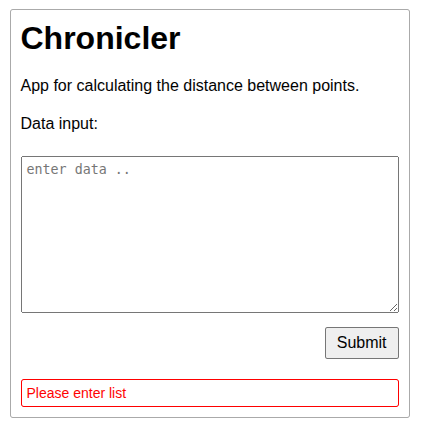 Chronicler
App for calculating the distance between points.
Data input:
enter data ..
Submit
Please enter list